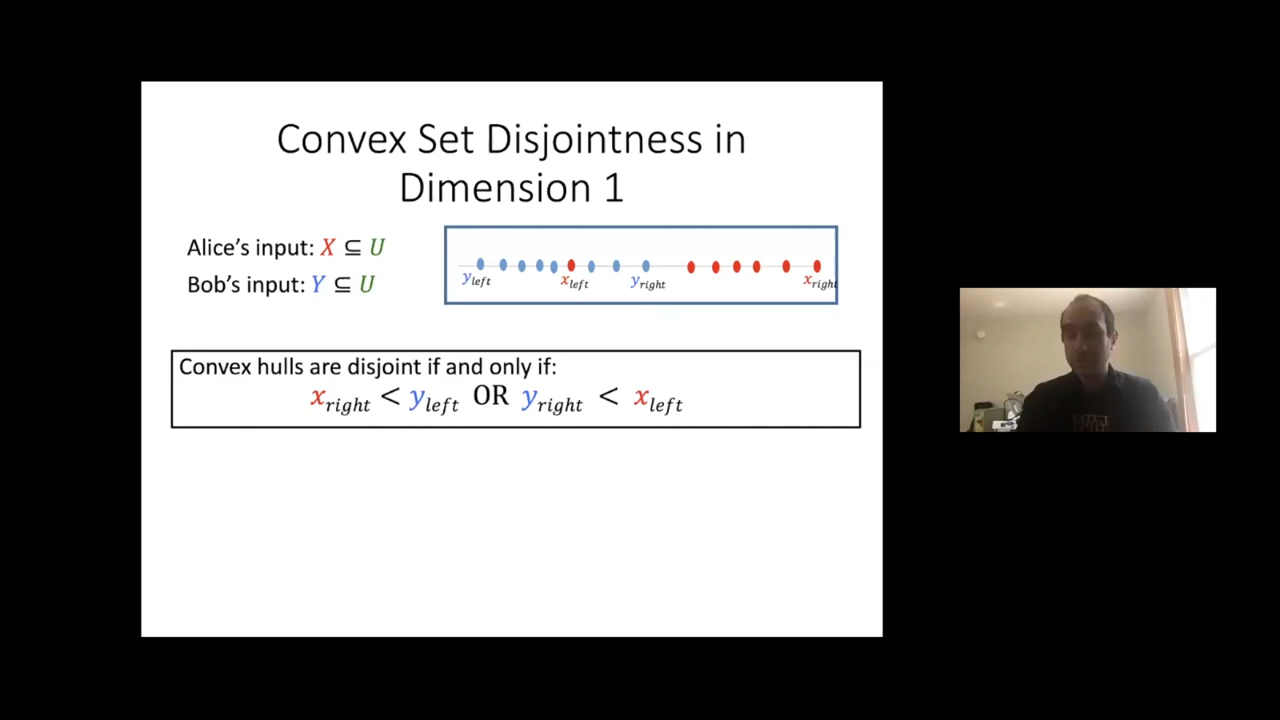 Convex Set Disjointness in
Dimension 1
Alice's input: X ⊆ U
Bob's input: Y ⊆ U
y_left x_left y_right x_right
Convex hulls are disjoint if and only if:
x_right < y_left OR y_right < x_left